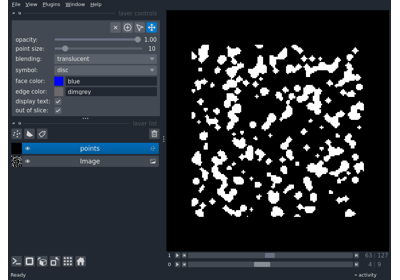 File View Plugins Window Help
layer controls
opacity: 1.00
point size: 10
blending: translucent
symbol: disc
face color: blue
edge color: dimgrey
display text:
out of slice:
layer list
points
Image
1 63 127
0 4 9
Ready activity